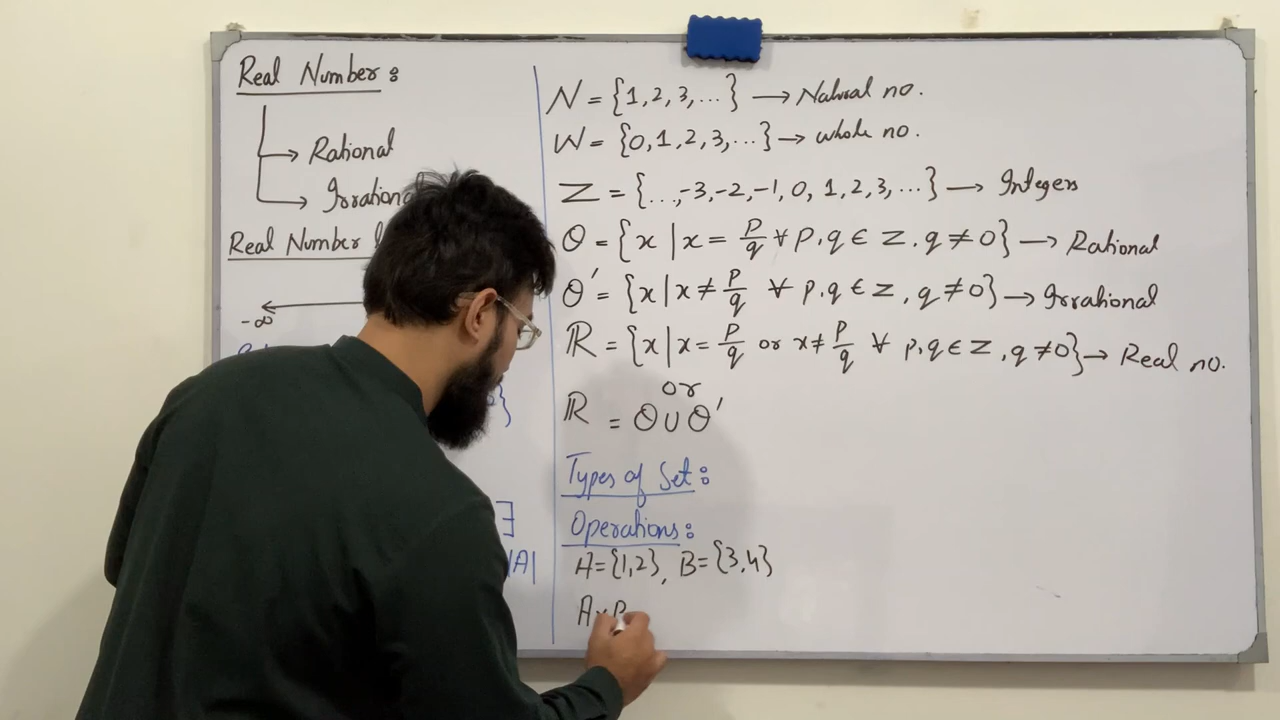 Real Number :
Rational
Irrational
Real Number
-∞
N = {1, 2, 3, ...} → Natural no.
W = {0, 1, 2, 3, ...} → whole no.
Z = {..., -3, -2, -1, 0, 1, 2, 3, ...} → Integers
Q = {x | x = p/q ∀ p, q ∈ Z, q ≠ 0} → Rational
Q' = {x | x ≠ p/q ∀ p, q ∈ Z, q ≠ 0} → Irrational
ℝ = {x | x = p/q or x ≠ p/q ∀ p, q ∈ Z, q ≠ 0} → Real no.
or
ℝ = Q ∪ Q'
Types of Set :
Operations :
|A|
A = {1, 2}, B = {3, 4}
A × B